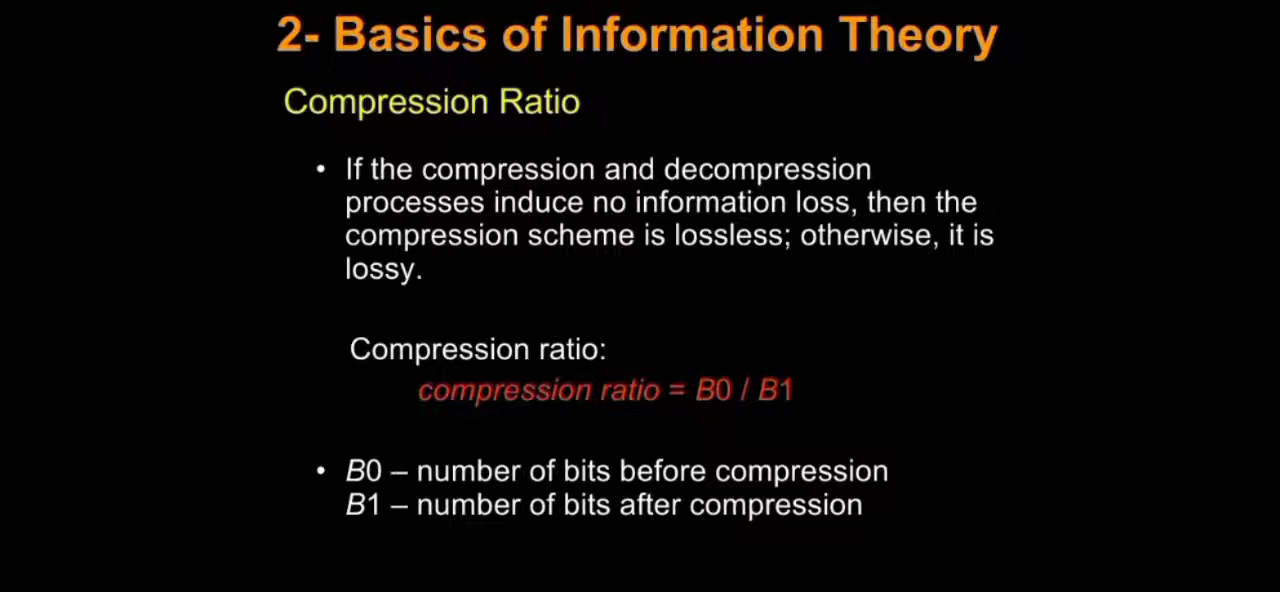 2- Basics of Information Theory
Compression Ratio
• If the compression and decompression
processes induce no information loss, then the
compression scheme is lossless; otherwise, it is
lossy.
Compression ratio:
compression ratio = B0 / B1
• B0 – number of bits before compression
B1 – number of bits after compression